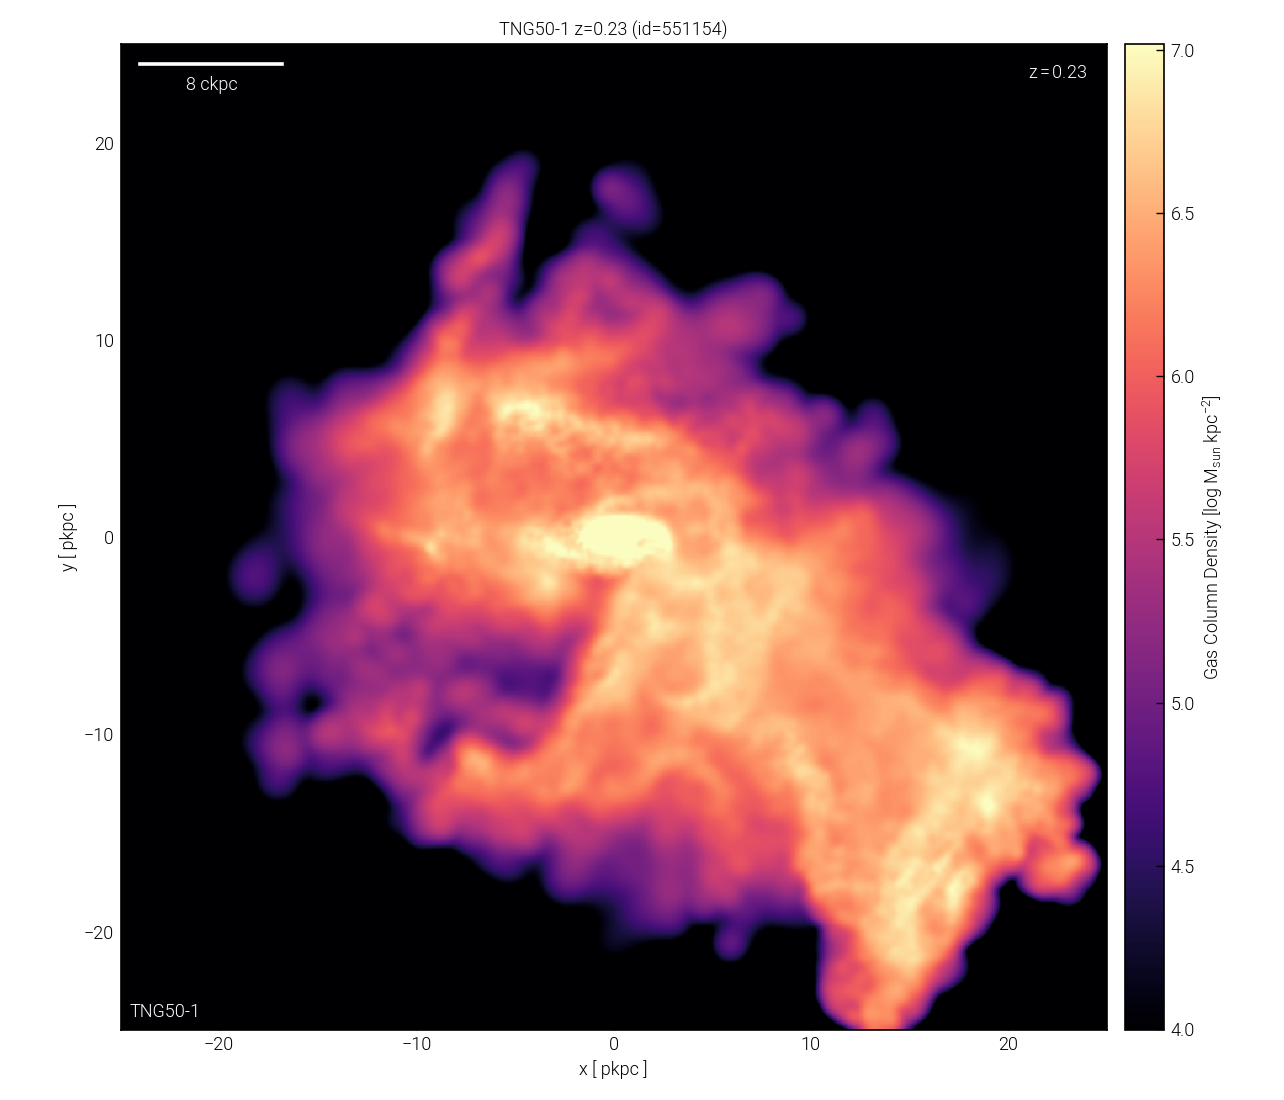 TNG50-1 z=0.23 (id=551154)
8 ckpc
z=0.23
TNG50-1
20
10
0
−10
−20
y [ pkpc ]
−20 −10 0 10 20
x [ pkpc ]
7.0
6.5
6.0
5.5
5.0
4.5
4.0
Gas Column Density [log M_sun kpc⁻²]